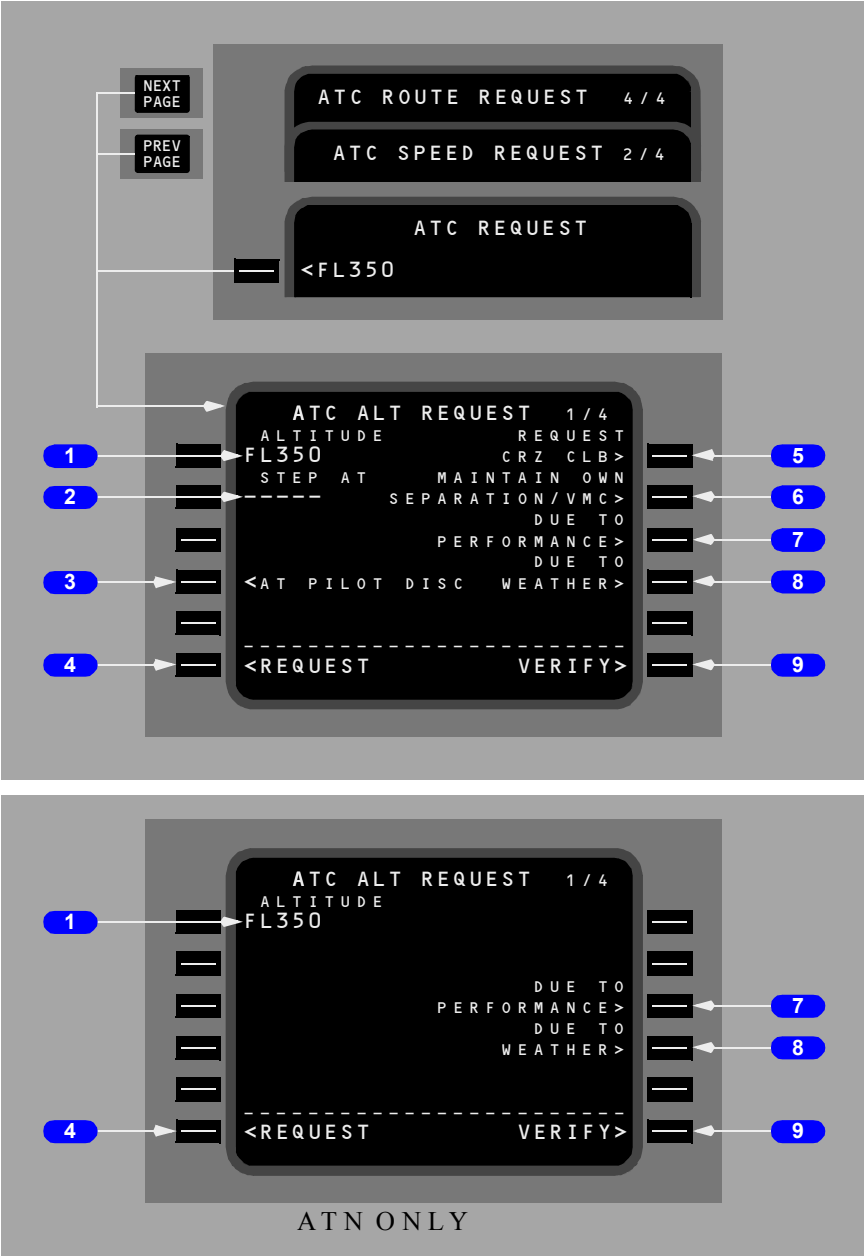 NEXT
PAGE
ATC ROUTE REQUEST 4/4
PREV
PAGE
ATC SPEED REQUEST 2/4
ATC REQUEST
<FL350
ATC ALT REQUEST 1/4
ALTITUDE REQUEST
1 FL350 CRZ CLB> 5
STEP AT MAINTAIN OWN
2 ----- SEPARATION/VMC> 6
DUE TO
PERFORMANCE> 7
DUE TO
3 <AT PILOT DISC WEATHER> 8
------------------------
4 <REQUEST VERIFY> 9
ATC ALT REQUEST 1/4
ALTITUDE
1 FL350
DUE TO
PERFORMANCE> 7
DUE TO
WEATHER> 8
------------------------
4 <REQUEST VERIFY> 9
ATN ONLY